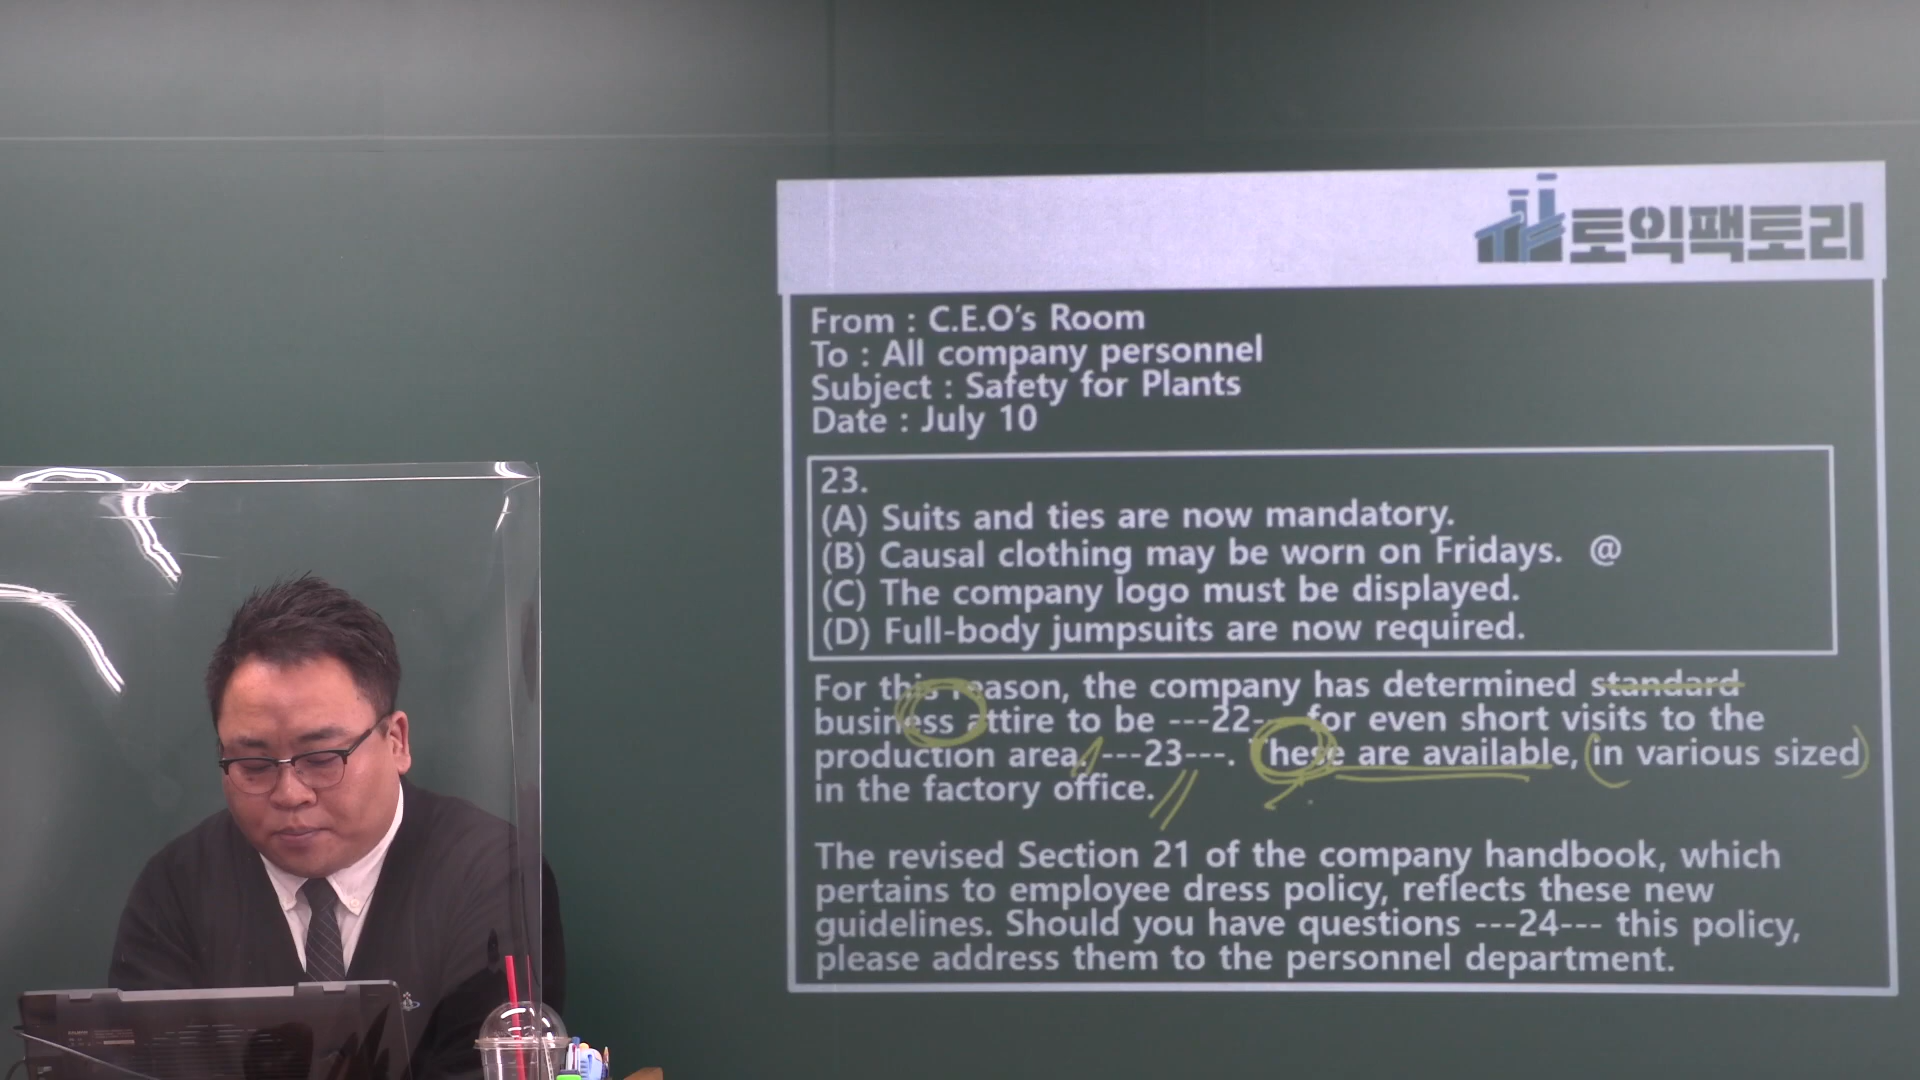 토익팩토리
From : C.E.O's Room
To : All company personnel
Subject : Safety for Plants
Date : July 10
23.
(A) Suits and ties are now mandatory.
(B) Causal clothing may be worn on Fridays. @
(C) The company logo must be displayed.
(D) Full-body jumpsuits are now required.
For this reason, the company has determined standard
business attire to be ---22--- for even short visits to the
production area. ---23---. These are available, in various sized
in the factory office.
The revised Section 21 of the company handbook, which
pertains to employee dress policy, reflects these new
guidelines. Should you have questions ---24--- this policy,
please address them to the personnel department.